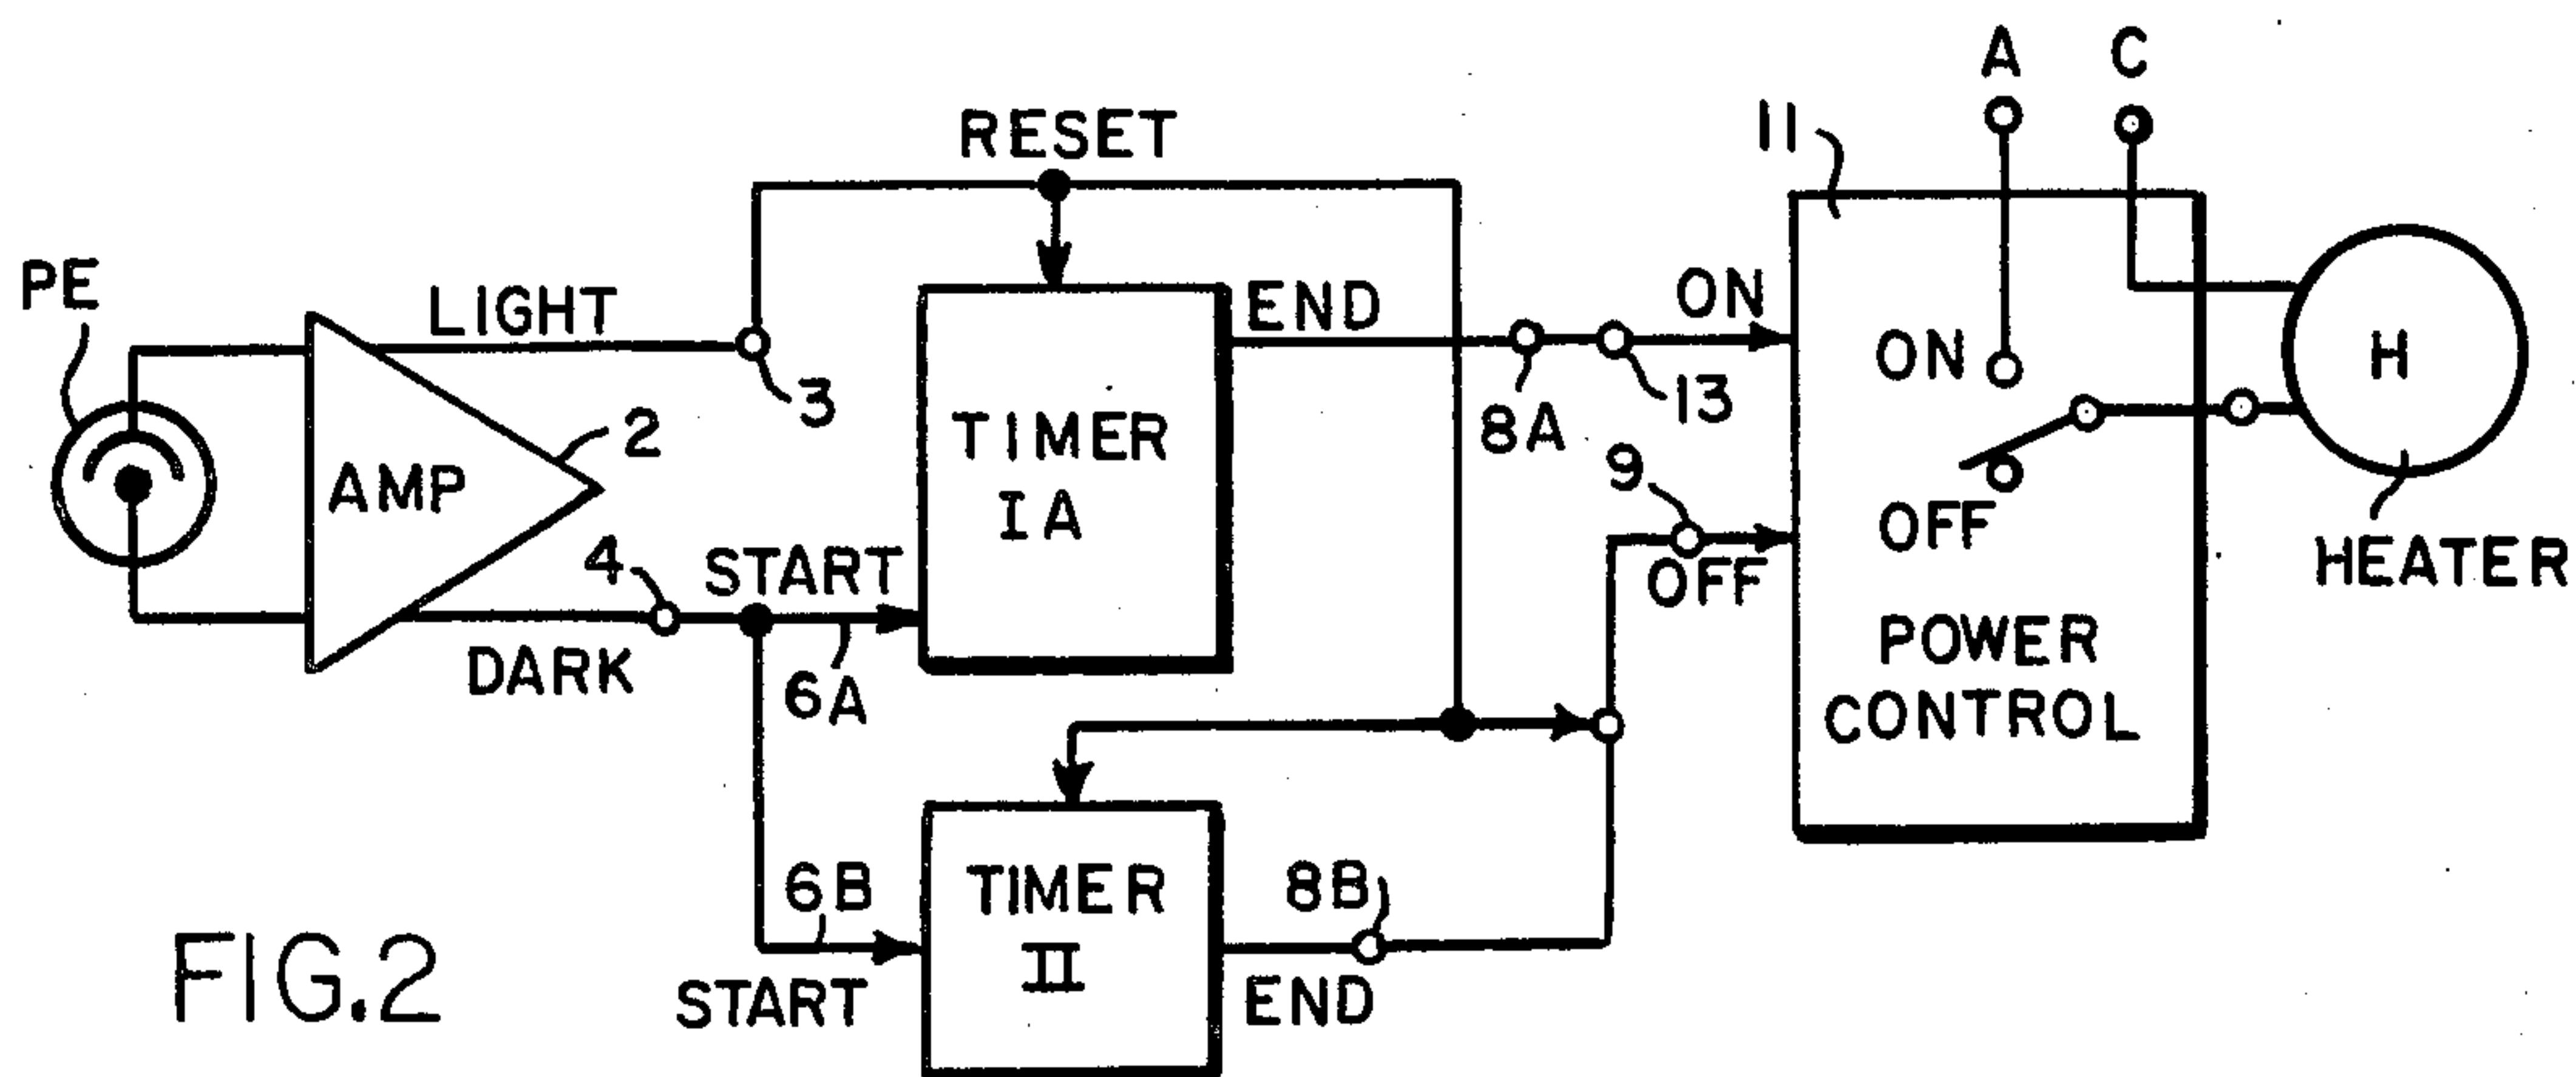 A
C
RESET
11
PE
LIGHT
END
ON
3
8A
13
ON
H
2
AMP
TIMER
IA
9
4
START
OFF
OFF
HEATER
DARK
6A
POWER
CONTROL
6B
TIMER
II
8B
START
END
FIG.2